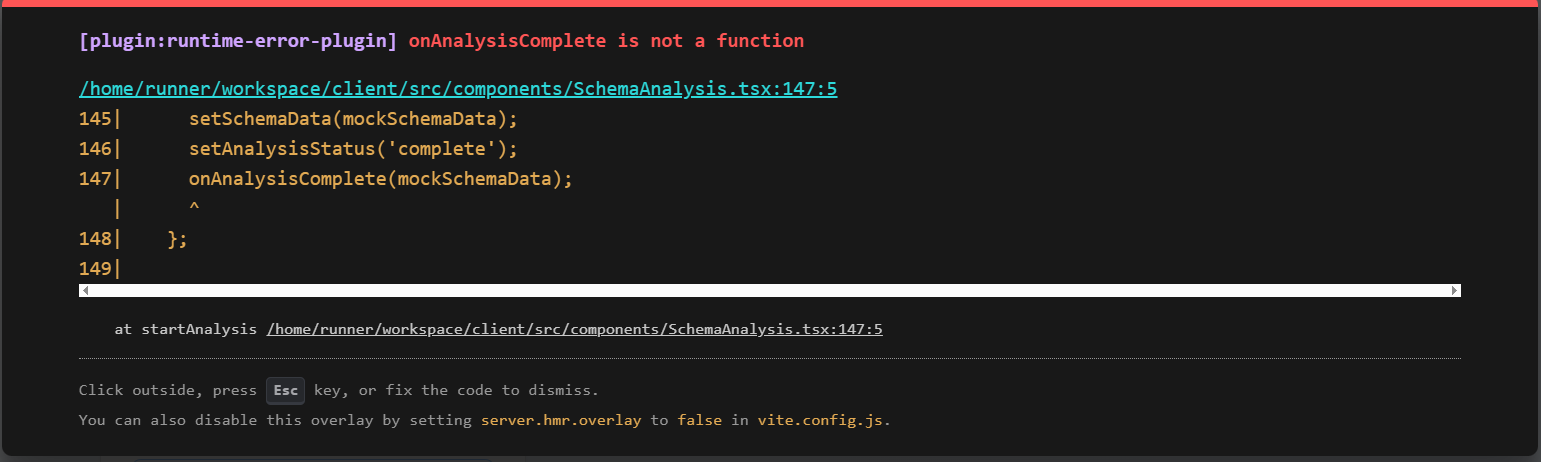 [plugin:runtime-error-plugin] onAnalysisComplete is not a function
/home/runner/workspace/client/src/components/SchemaAnalysis.tsx:147:5
145|      setSchemaData(mockSchemaData);
146|      setAnalysisStatus('complete');
147|      onAnalysisComplete(mockSchemaData);
   |      ^
148|    };
149|
at startAnalysis /home/runner/workspace/client/src/components/SchemaAnalysis.tsx:147:5
Click outside, press Esc key, or fix the code to dismiss.
You can also disable this overlay by setting server.hmr.overlay to false in vite.config.js.